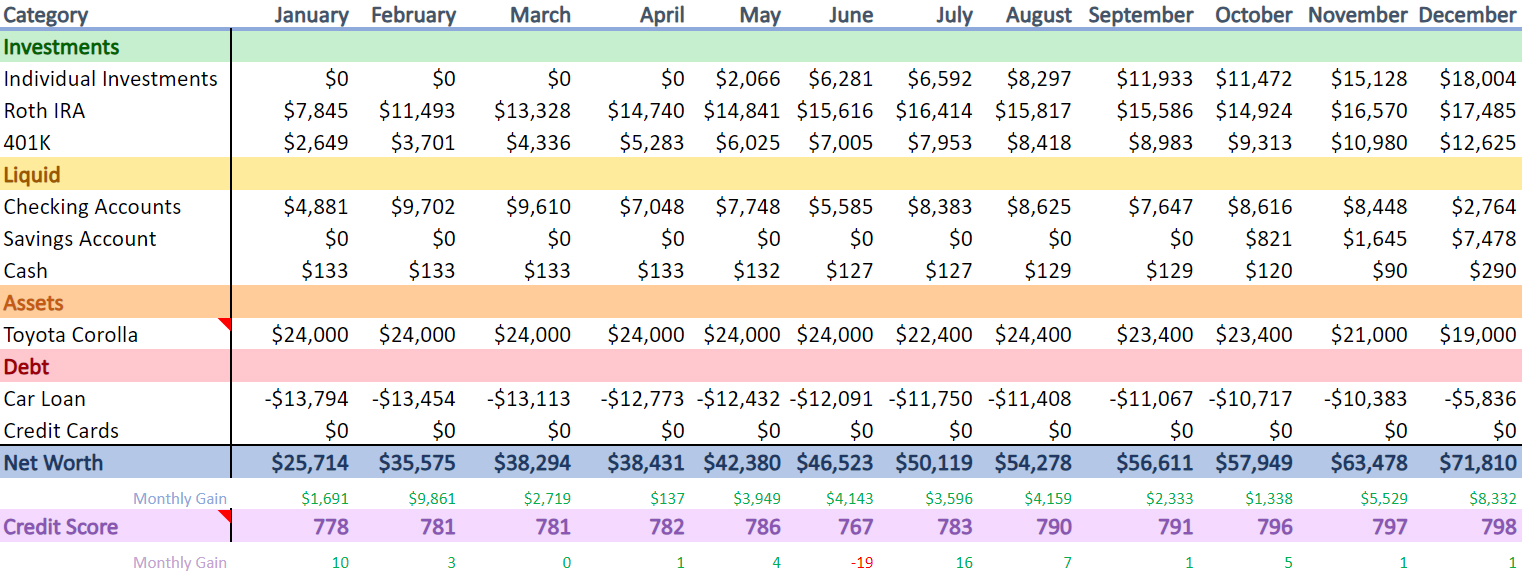 Category January February March April May June July August September October November December
Investments
Individual Investments $0 $0 $0 $0 $2,066 $6,281 $6,592 $8,297 $11,933 $11,472 $15,128 $18,004
Roth IRA $7,845 $11,493 $13,328 $14,740 $14,841 $15,616 $16,414 $15,817 $15,586 $14,924 $16,570 $17,485
401K $2,649 $3,701 $4,336 $5,283 $6,025 $7,005 $7,953 $8,418 $8,983 $9,313 $10,980 $12,625
Liquid
Checking Accounts $4,881 $9,702 $9,610 $7,048 $7,748 $5,585 $8,383 $8,625 $7,647 $8,616 $8,448 $2,764
Savings Account $0 $0 $0 $0 $0 $0 $0 $0 $0 $821 $1,645 $7,478
Cash $133 $133 $133 $133 $132 $127 $127 $129 $129 $120 $90 $290
Assets
Toyota Corolla $24,000 $24,000 $24,000 $24,000 $24,000 $24,000 $22,400 $24,400 $23,400 $23,400 $21,000 $19,000
Debt
Car Loan -$13,794 -$13,454 -$13,113 -$12,773 -$12,432 -$12,091 -$11,750 -$11,408 -$11,067 -$10,717 -$10,383 -$5,836
Credit Cards $0 $0 $0 $0 $0 $0 $0 $0 $0 $0 $0 $0
Net Worth $25,714 $35,575 $38,294 $38,431 $42,380 $46,523 $50,119 $54,278 $56,611 $57,949 $63,478 $71,810
Monthly Gain $1,691 $9,861 $2,719 $137 $3,949 $4,143 $3,596 $4,159 $2,333 $1,338 $5,529 $8,332
Credit Score 778 781 781 782 786 767 783 790 791 796 797 798
Monthly Gain 10 3 0 1 4 -19 16 7 1 5 1 1